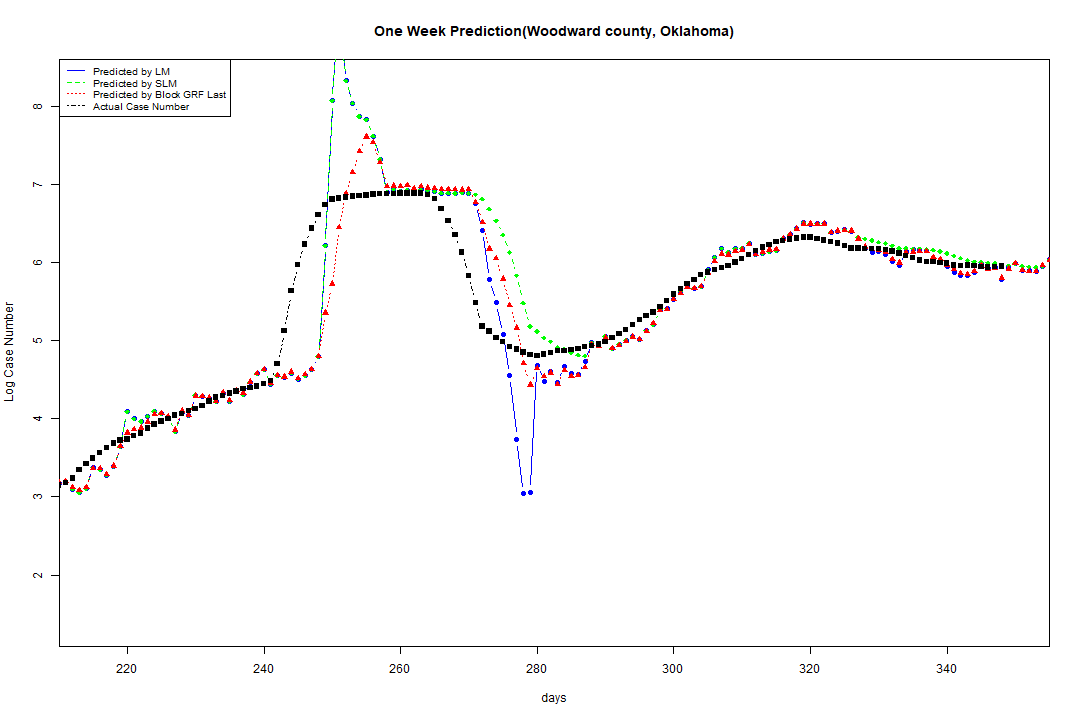 One Week Prediction(Woodward county, Oklahoma)
Predicted by LM
Predicted by SLM
Predicted by Block GRF Last
Actual Case Number
8
7
6
5
4
3
2
Log Case Number
220 240 260 280 300 320 340
days